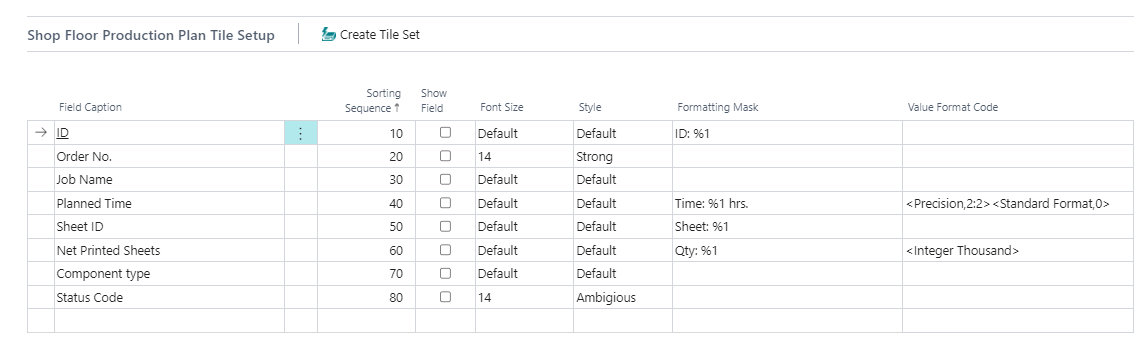 Shop Floor Production Plan Tile Setup Create Tile Set
Field Caption Sorting Sequence ↑ Show Field Font Size Style Formatting Mask Value Format Code
→ ID 10 Default Default ID: %1
Order No. 20 14 Strong
Job Name 30 Default Default
Planned Time 40 Default Default Time: %1 hrs. <Precision,2:2><Standard Format,0>
Sheet ID 50 Default Default Sheet: %1
Net Printed Sheets 60 Default Default Qty: %1 <Integer Thousand>
Component type 70 Default Default
Status Code 80 14 Ambigious